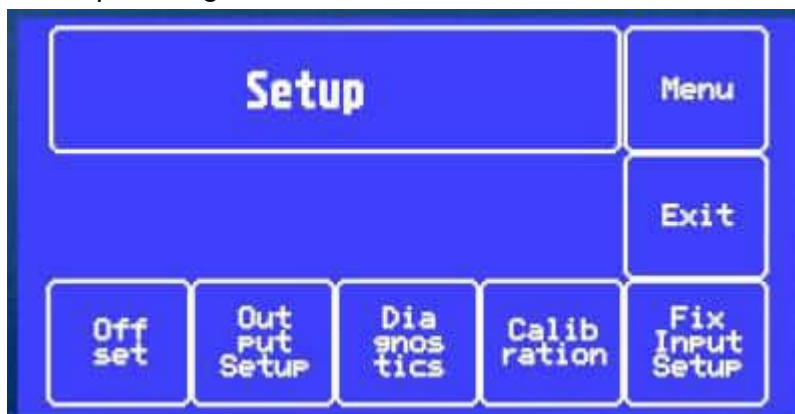 Setup
Menu
Exit
Off
set
Out
put
Setup
Dia
gnos
tics
Calib
ration
Fix
Input
Setup